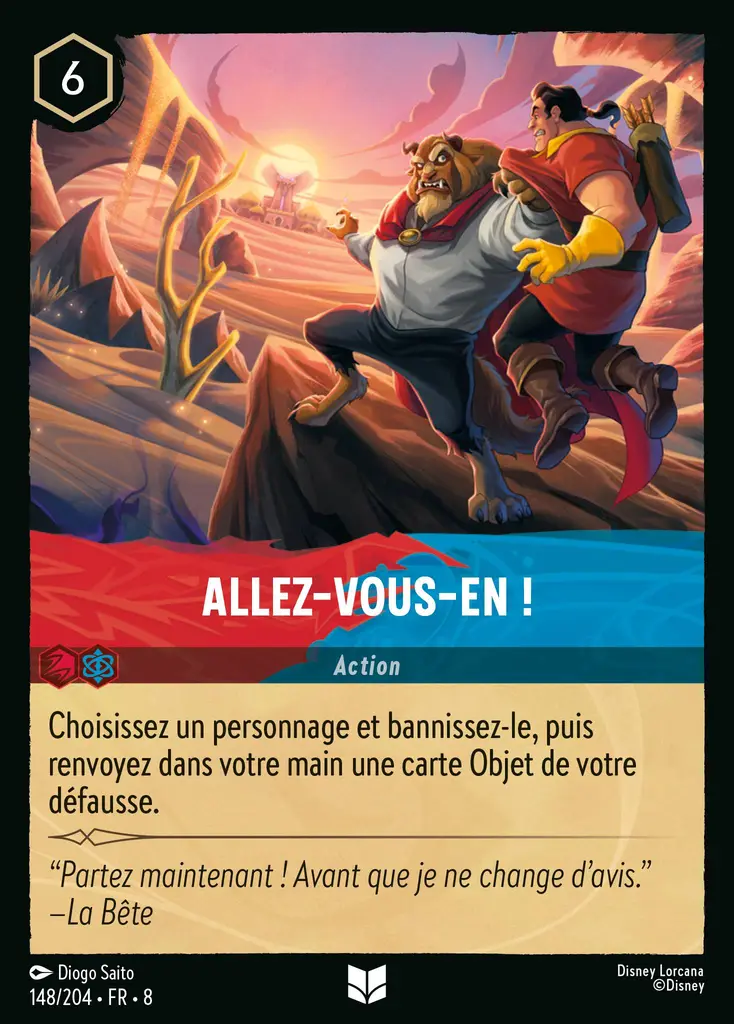 6
ALLEZ-VOUS-EN !
Action
Choisissez un personnage et bannissez-le, puis
renvoyez dans votre main une carte Objet de votre
défausse.
“Partez maintenant ! Avant que je ne change d’avis.”
–La Bête
Diogo Saito
148/204 • FR • 8
Disney Lorcana
©Disney